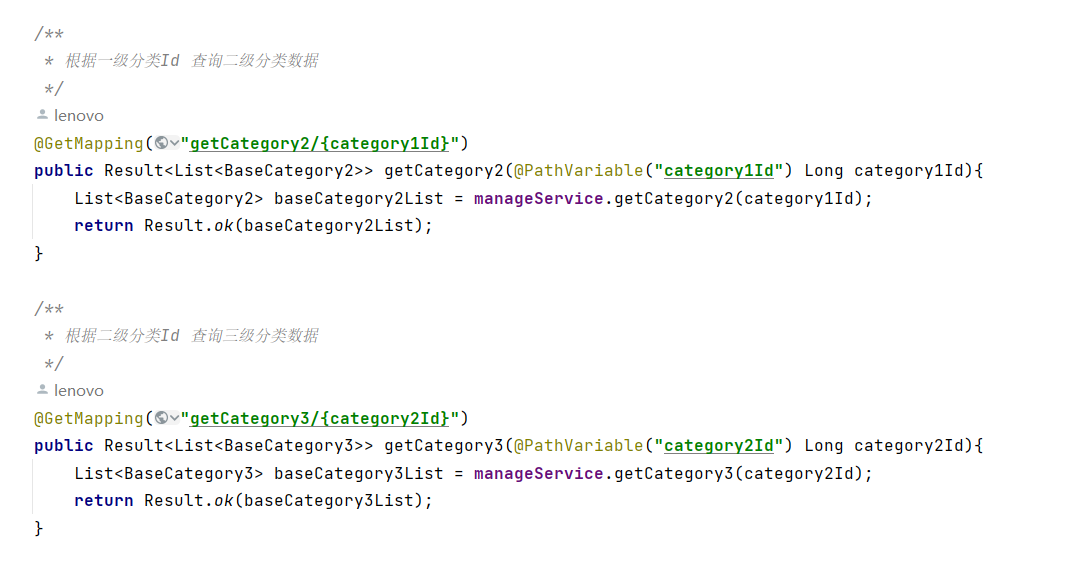 /**
 * 根据一级分类Id 查询二级分类数据
 */
lenovo
@GetMapping("getCategory2/{category1Id}")
public Result<List<BaseCategory2>> getCategory2(@PathVariable("category1Id") Long category1Id){
    List<BaseCategory2> baseCategory2List = manageService.getCategory2(category1Id);
    return Result.ok(baseCategory2List);
}
/**
 * 根据二级分类Id 查询三级分类数据
 */
lenovo
@GetMapping("getCategory3/{category2Id}")
public Result<List<BaseCategory3>> getCategory3(@PathVariable("category2Id") Long category2Id){
    List<BaseCategory3> baseCategory3List = manageService.getCategory3(category2Id);
    return Result.ok(baseCategory3List);
}